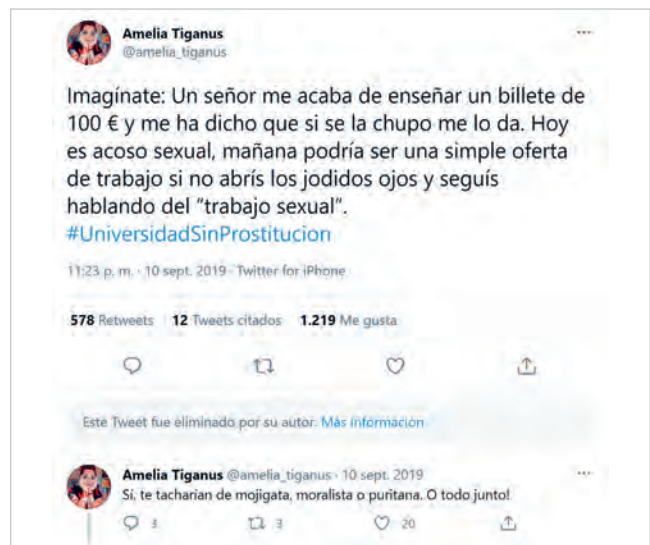 Amelia Tiganus
@amelia_tiganus
Imagínate: Un señor me acaba de enseñar un billete de
100 € y me ha dicho que si se la chupo me lo da. Hoy
es acoso sexual, mañana podría ser una simple oferta
de trabajo si no abrís los jodidos ojos y seguís
hablando del “trabajo sexual”.
#UniversidadSinProstitucion
11:23 p. m. · 10 sept. 2019 · Twitter for iPhone
578 Retweets 12 Tweets citados 1.219 Me gusta
Este Tweet fue eliminado por su autor. Más información
Amelia Tiganus @amelia_tiganus · 10 sept. 2019
Sí, te tacharían de mojigata, moralista o puritana. O todo junto!
3 3 20